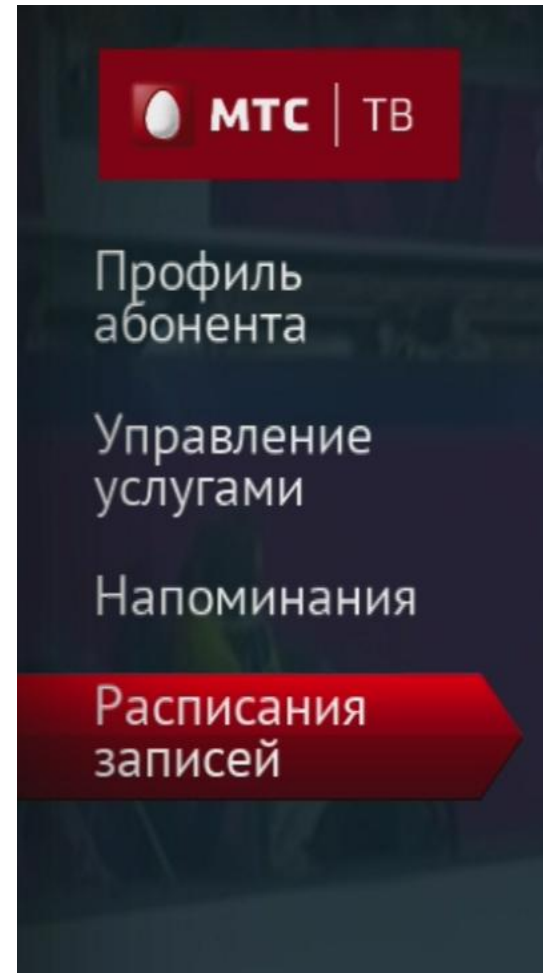 МТС | ТВ
Профиль
абонента
Управление
услугами
Напоминания
Расписания
записей